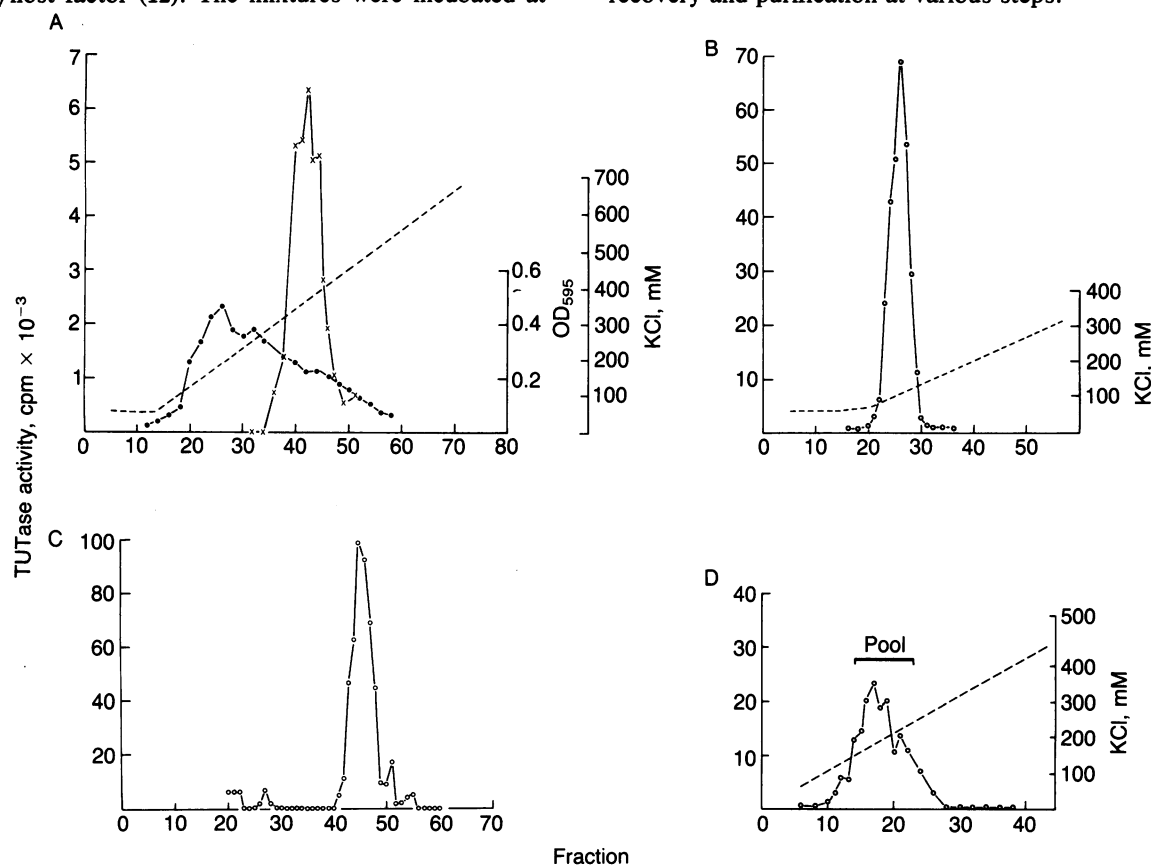 host factor (12). The mixtures were incubated at
recovery and purification at various steps.
A
7
6
5
4
3
2
1
0 10 20 30 40 50 60 70 80
0.6
0.4
0.2
OD595
700
600
500
400
300
200
100
KCl, mM
B
70
60
50
40
30
20
10
0 10 20 30 40 50
400
300
200
100
KCl, mM
TUTase activity, cpm × 10−3
C
100
80
60
40
20
0 10 20 30 40 50 60 70
D
40
30
20
10
0 10 20 30 40
Pool
500
400
300
200
100
KCl, mM
Fraction